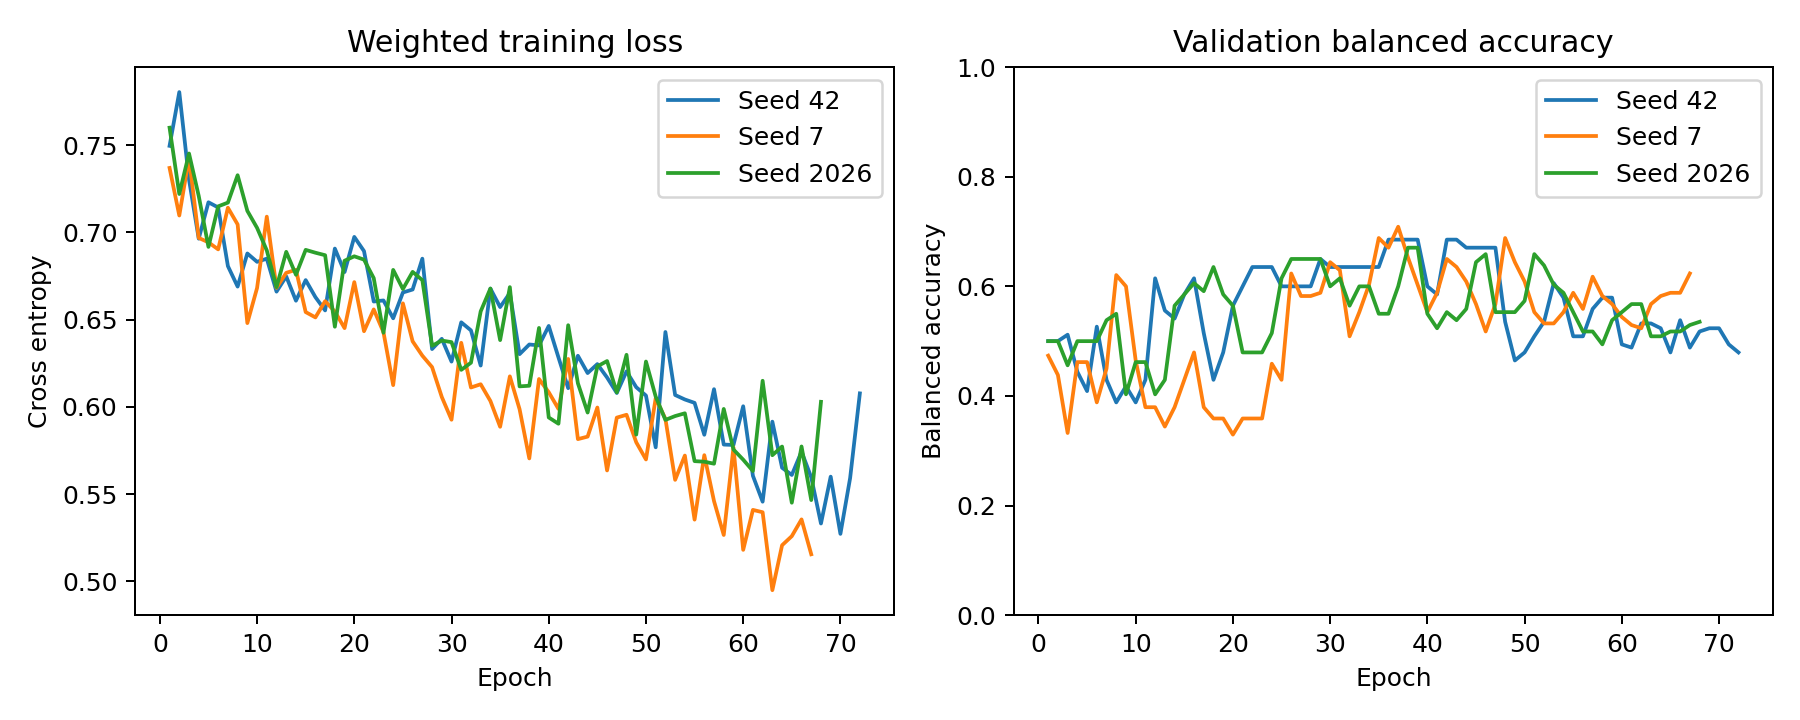 Weighted training loss
Cross entropy
0.75
0.70
0.65
0.60
0.55
0.50
0 10 20 30 40 50 60 70
Epoch
Seed 42
Seed 7
Seed 2026
Validation balanced accuracy
Balanced accuracy
1.0
0.8
0.6
0.4
0.2
0.0
0 10 20 30 40 50 60 70
Epoch
Seed 42
Seed 7
Seed 2026